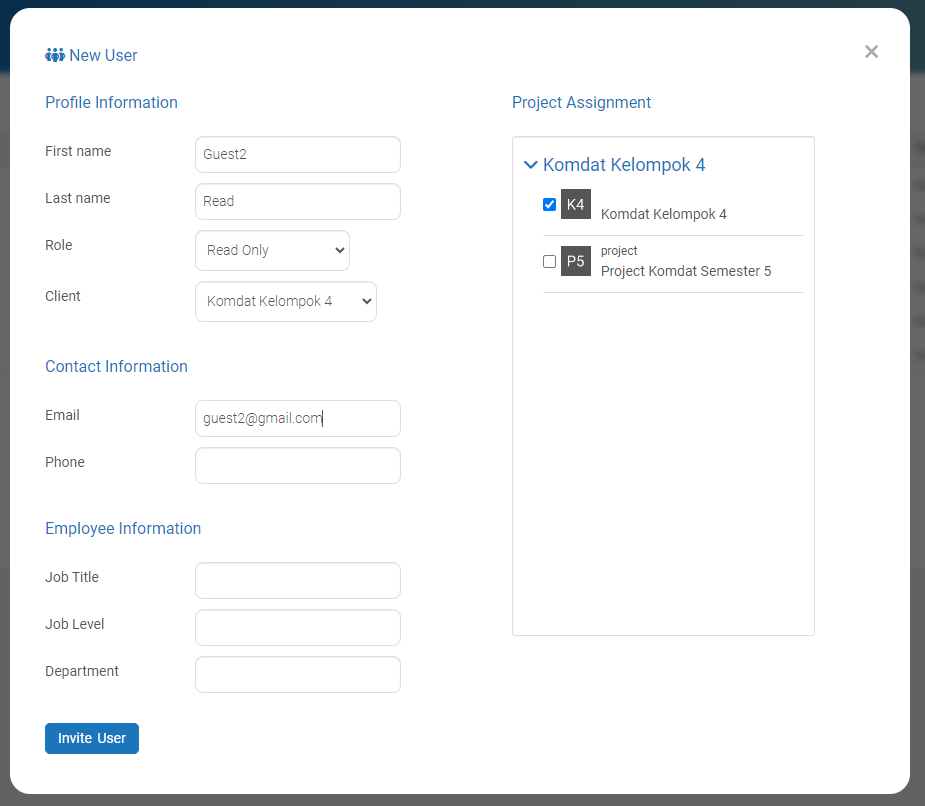 New User
×
Profile Information
First name
Guest2
Last name
Read
Role
Read Only
Client
Komdat Kelompok 4
Contact Information
Email
guest2@gmail.com
Phone
Employee Information
Job Title
Job Level
Department
Invite User
Project Assignment
Komdat Kelompok 4
K4
Komdat Kelompok 4
P5
project
Project Komdat Semester 5